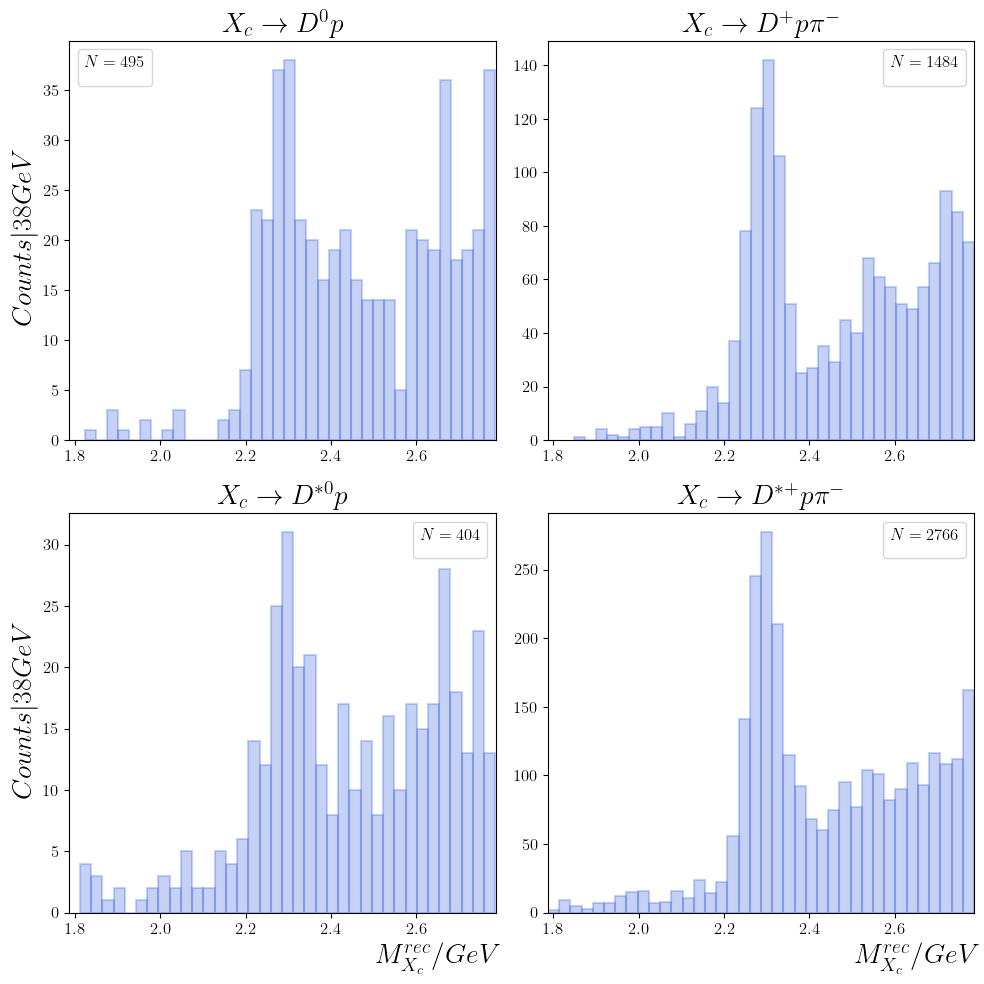 X_c → D^0 p
N = 495
Counts|38GeV
35
30
25
20
15
10
5
0
1.8 2.0 2.2 2.4 2.6
X_c → D^+ pπ^−
N = 1484
140
120
100
80
60
40
20
0
1.8 2.0 2.2 2.4 2.6
X_c → D^{*0} p
N = 404
Counts|38GeV
30
25
20
15
10
5
0
1.8 2.0 2.2 2.4 2.6
M^{rec}_{X_c}/GeV
X_c → D^{*+} pπ^−
N = 2766
250
200
150
100
50
0
1.8 2.0 2.2 2.4 2.6
M^{rec}_{X_c}/GeV